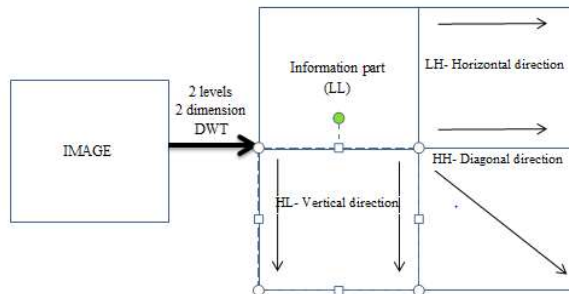 IMAGE
2 levels
2 dimension
DWT
Information part
(LL)
LH- Horizontal direction
HL- Vertical direction
HH- Diagonal direction